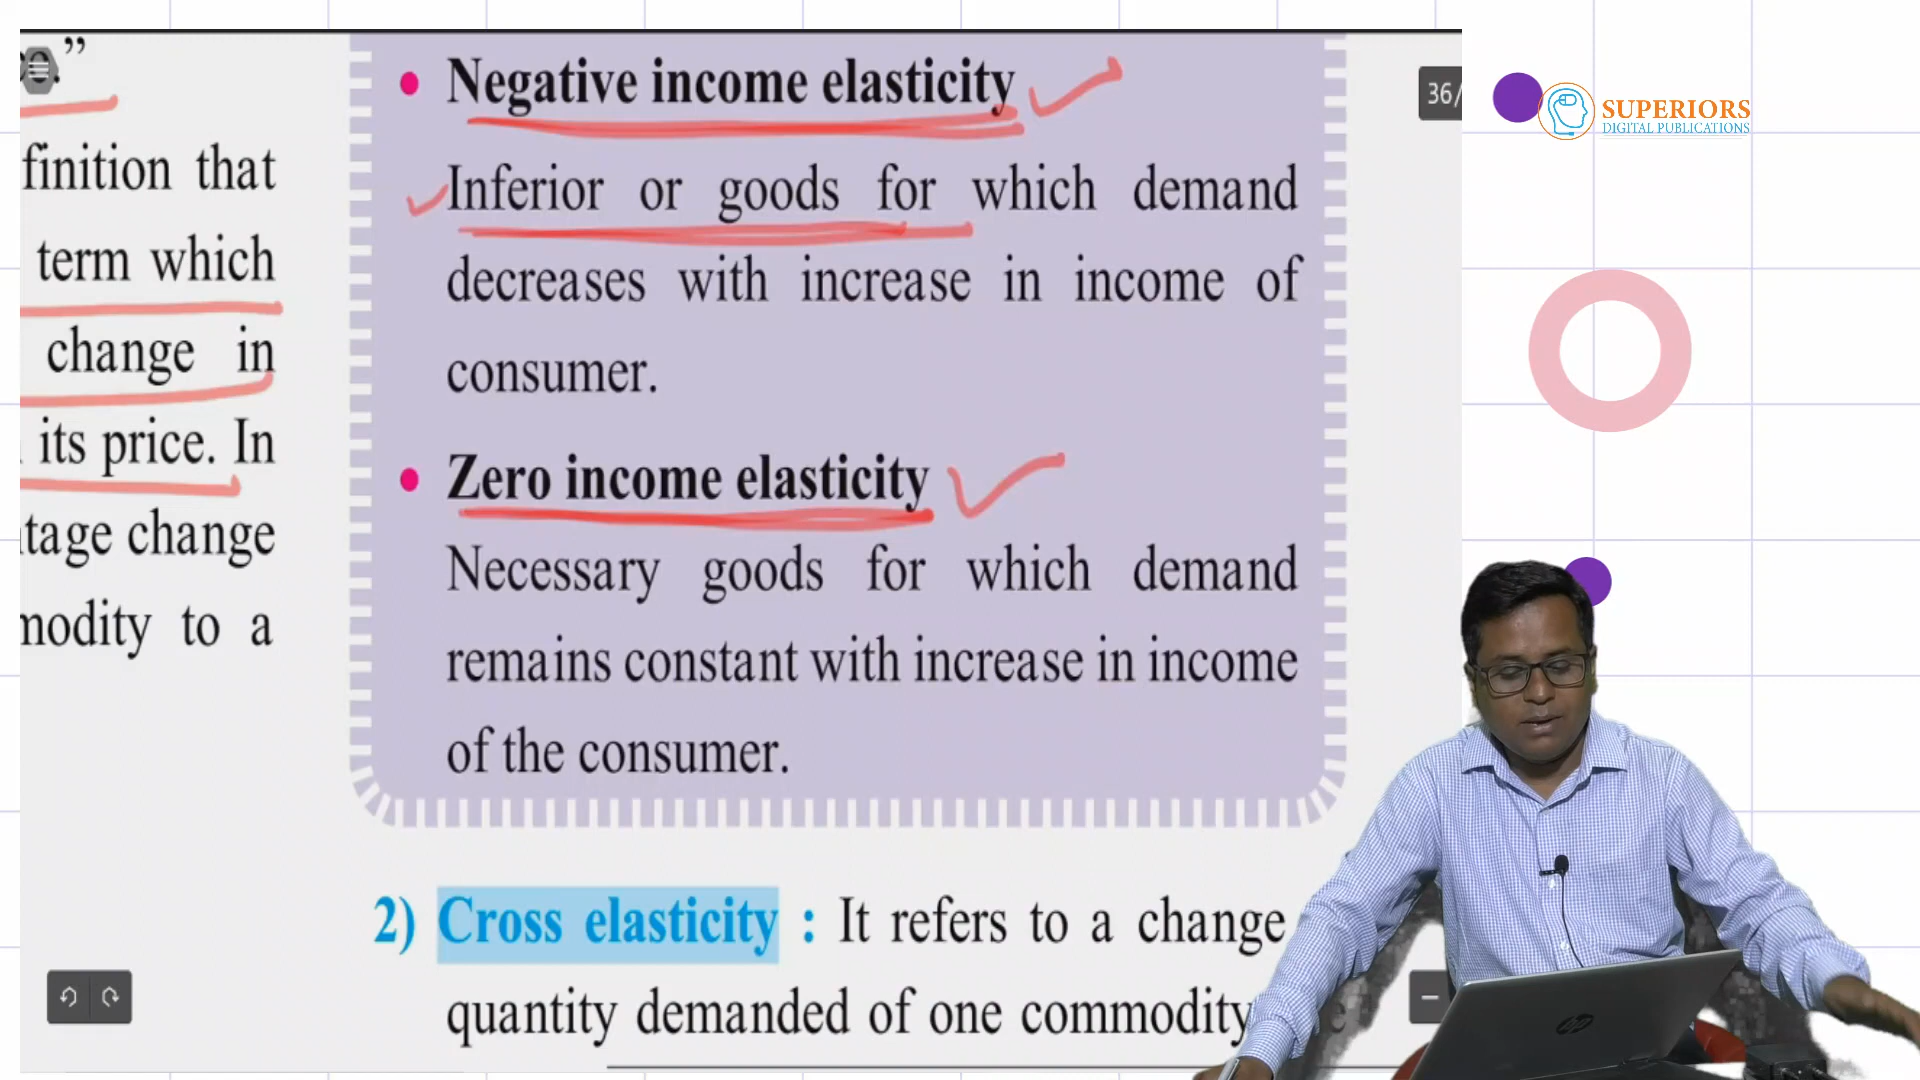 finition that
term which
change in
its price. In
change
to a
• Negative income elasticity
Inferior or goods for which demand
decreases with increase in income of
consumer.
• Zero income elasticity
Necessary goods for which demand
remains constant with increase in income
of the consumer.
2) Cross elasticity : It refers to a change
quantity demanded of one commodity
36/
SUPERIORS
DIGITAL PUBLICATIONS
hp